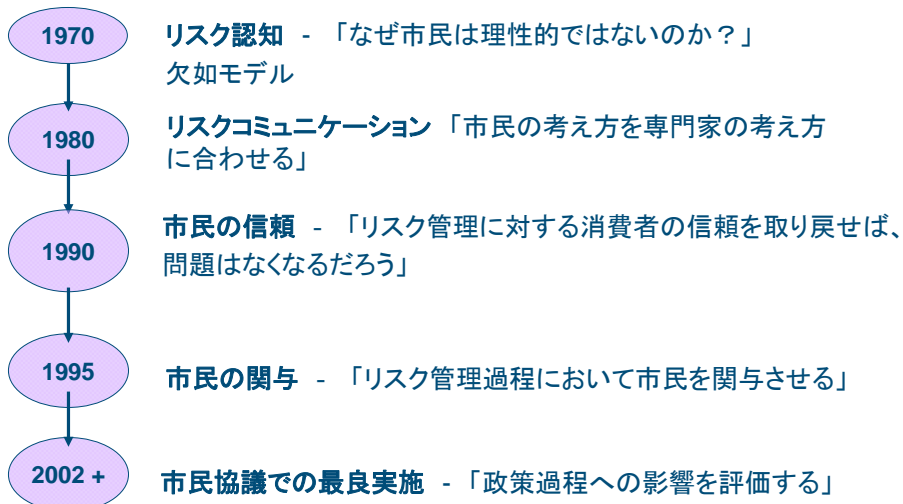 1970
リスク認知 - 「なぜ市民は理性的ではないのか？」
欠如モデル
1980
リスクコミュニケーション 「市民の考え方を専門家の考え方
に合わせる」
1990
市民の信頼 - 「リスク管理に対する消費者の信頼を取り戻せば、
問題はなくなるだろう」
1995
市民の関与 - 「リスク管理過程において市民を関与させる」
2002 +
市民協議での最良実施 - 「政策過程への影響を評価する」